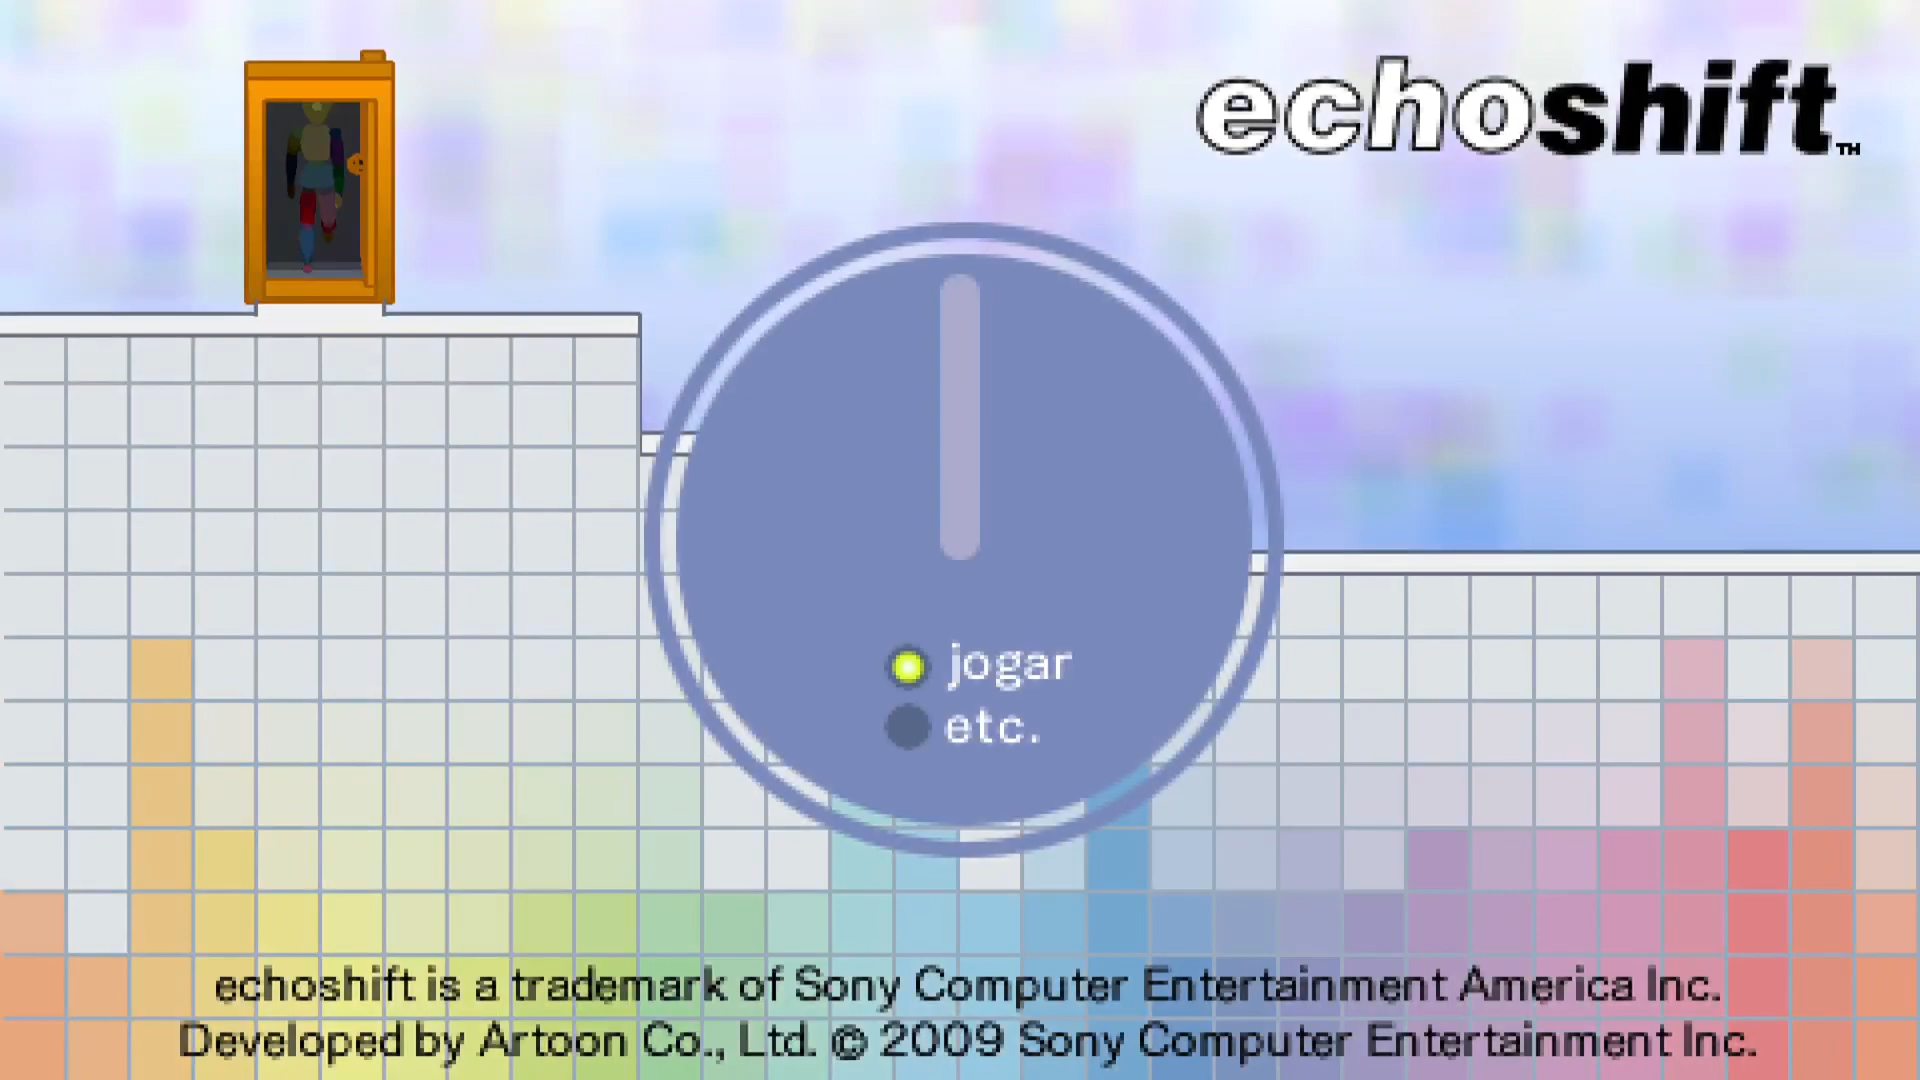 echoshift™
jogar
etc.
echoshift is a trademark of Sony Computer Entertainment America Inc.
Developed by Artoon Co., Ltd. © 2009 Sony Computer Entertainment Inc.